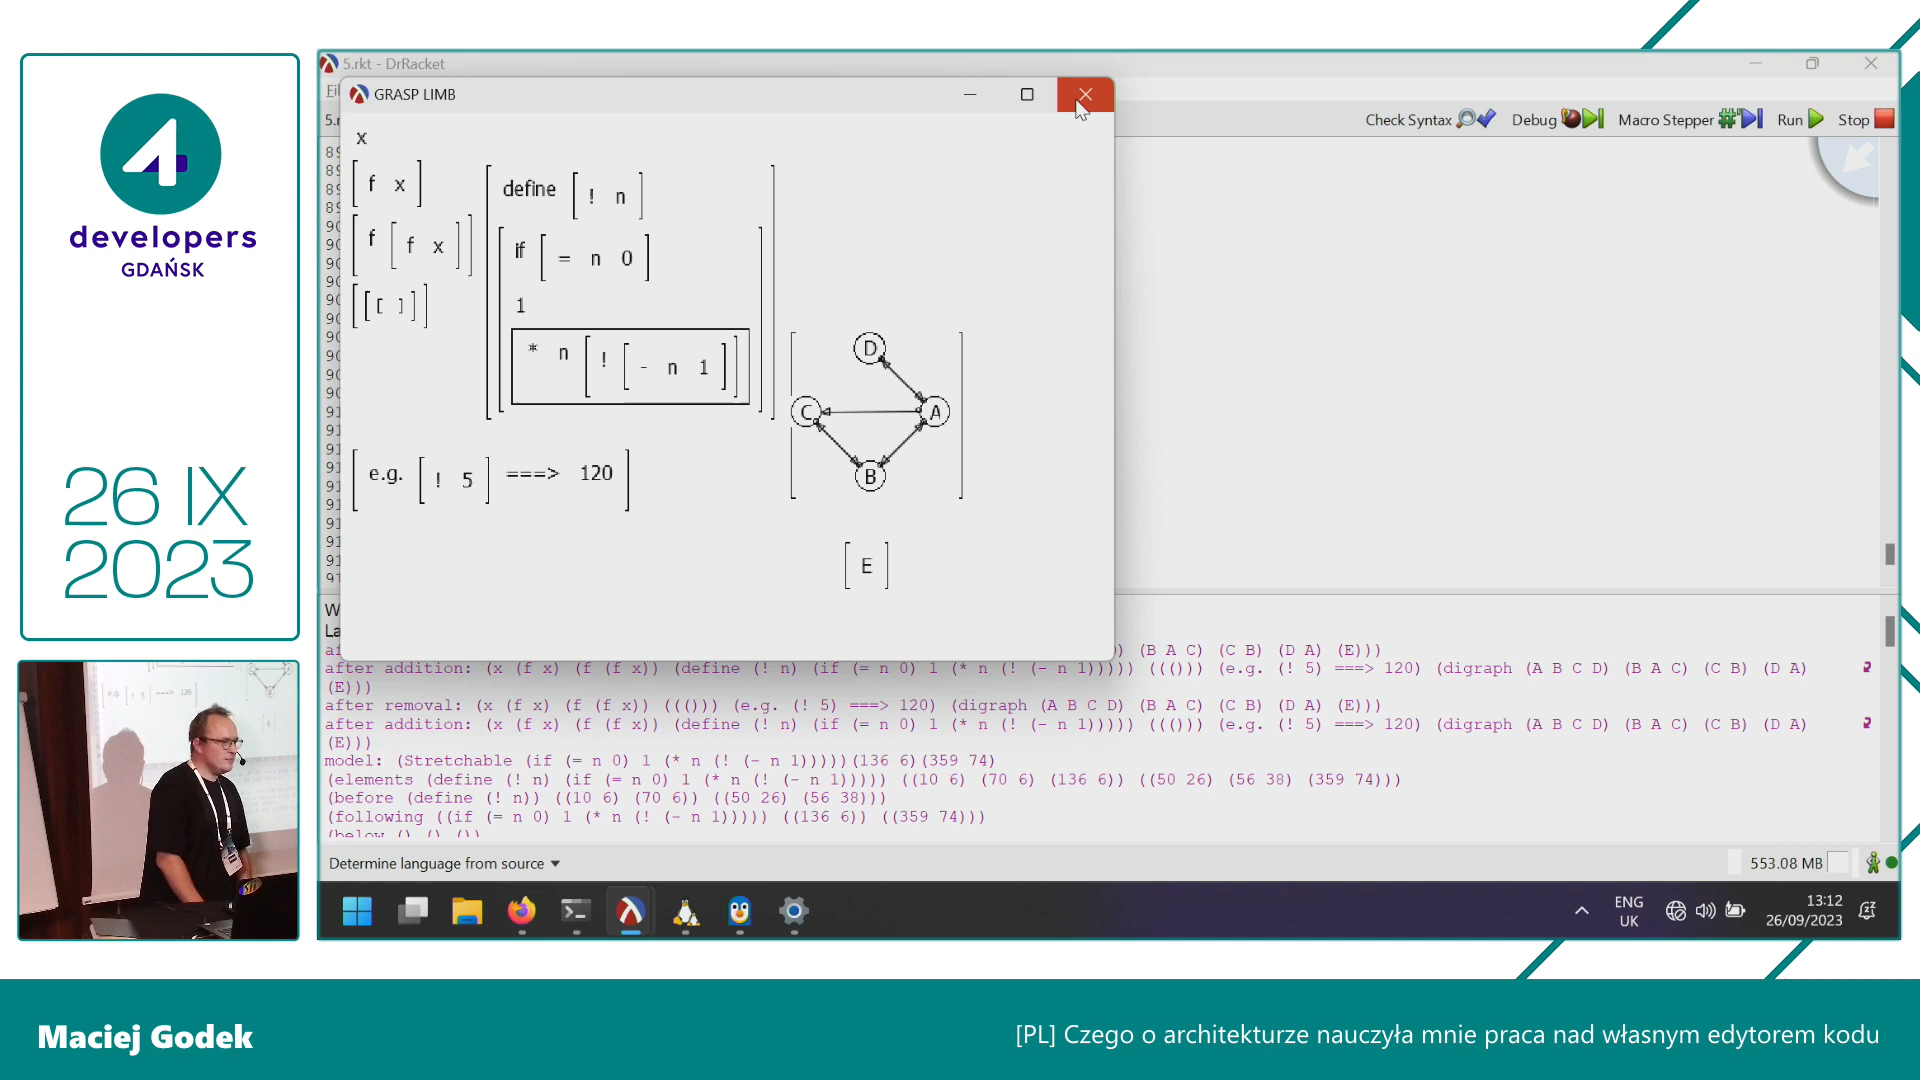 4
developers
GDAŃSK
26 IX
2023
5.rkt - DrRacket
GRASP LIMB
Check Syntax
Debug
Macro Stepper
Run
Stop
x
f x
define ! n
f f x
if = n 0
[[[ ]]]
1
* n ! - n 1
D
C
A
B
e.g. ! 5 ===> 120
E
(B A C) (C B) (D A) (E)))
after addition: (x (f x) (f (f x)) (define (! n) (if (= n 0) 1 (* n (! (- n 1))))) ((())) (e.g. (! 5) ===> 120) (digraph (A B C D) (B A C) (C B) (D A)
(E)))
after removal: (x (f x) (f (f x)) ((())) (e.g. (! 5) ===> 120) (digraph (A B C D) (B A C) (C B) (D A) (E)))
after addition: (x (f x) (f (f x)) (define (! n) (if (= n 0) 1 (* n (! (- n 1))))) ((())) (e.g. (! 5) ===> 120) (digraph (A B C D) (B A C) (C B) (D A)
(E)))
model: (Stretchable (if (= n 0) 1 (* n (! (- n 1)))))(136 6)(359 74)
(elements (define (! n) (if (= n 0) 1 (* n (! (- n 1))))) ((10 6) (70 6) (136 6)) ((50 26) (56 38) (359 74)))
(before (define (! n)) ((10 6) (70 6)) ((50 26) (56 38)))
(following ((if (= n 0) 1 (* n (! (- n 1))))) ((136 6)) ((359 74)))
(below () () ())
Determine language from source
553.08 MB
ENG
UK
13:12
26/09/2023
Maciej Godek
[PL] Czego o architekturze nauczyła mnie praca nad własnym edytorem kodu